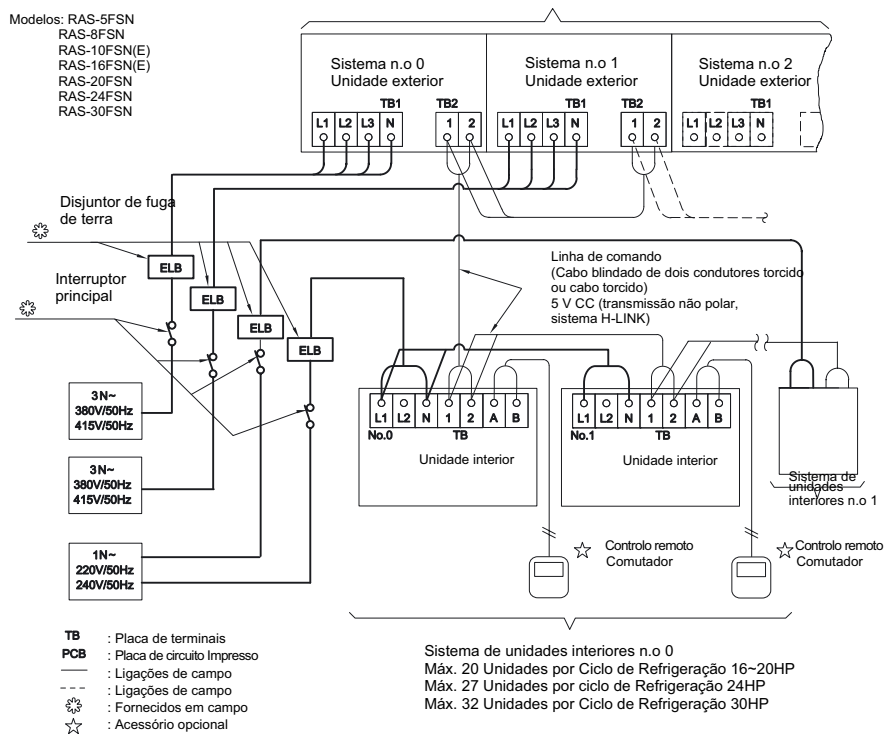 Modelos: RAS-5FSN
RAS-8FSN
RAS-10FSN(E)
RAS-16FSN(E)
RAS-20FSN
RAS-24FSN
RAS-30FSN
Sistema n.o 0
Unidade exterior
TB1
TB2
L1 L2 L3 N
1 2
Sistema n.o 1
Unidade exterior
TB1
TB2
L1 L2 L3 N
1 2
Sistema n.o 2
Unidade exterior
TB1
L1 L2 L3 N
Disjuntor de fuga
de terra
ELB
ELB
ELB
ELB
Interruptor
principal
Linha de comando
(Cabo blindado de dois condutores torcido
ou cabo torcido)
5 V CC (transmissão não polar,
sistema H-LINK)
3N~
380V/50Hz
415V/50Hz
3N~
380V/50Hz
415V/50Hz
1N~
220V/50Hz
240V/50Hz
L1 L2 N 1 2 A B
No.0 TB
Unidade interior
L1 L2 N 1 2 A B
No.1 TB
Unidade interior
Sistema de
unidades
interiores n.o 1
Controlo remoto
Comutador
Controlo remoto
Comutador
TB : Placa de terminais
PCB : Placa de circuito Impresso
: Ligações de campo
: Ligações de campo
: Fornecidos em campo
: Acessório opcional
Sistema de unidades interiores n.o 0
Máx. 20 Unidades por Ciclo de Refrigeração 16~20HP
Máx. 27 Unidades por ciclo de Refrigeração 24HP
Máx. 32 Unidades por Ciclo de Refrigeração 30HP